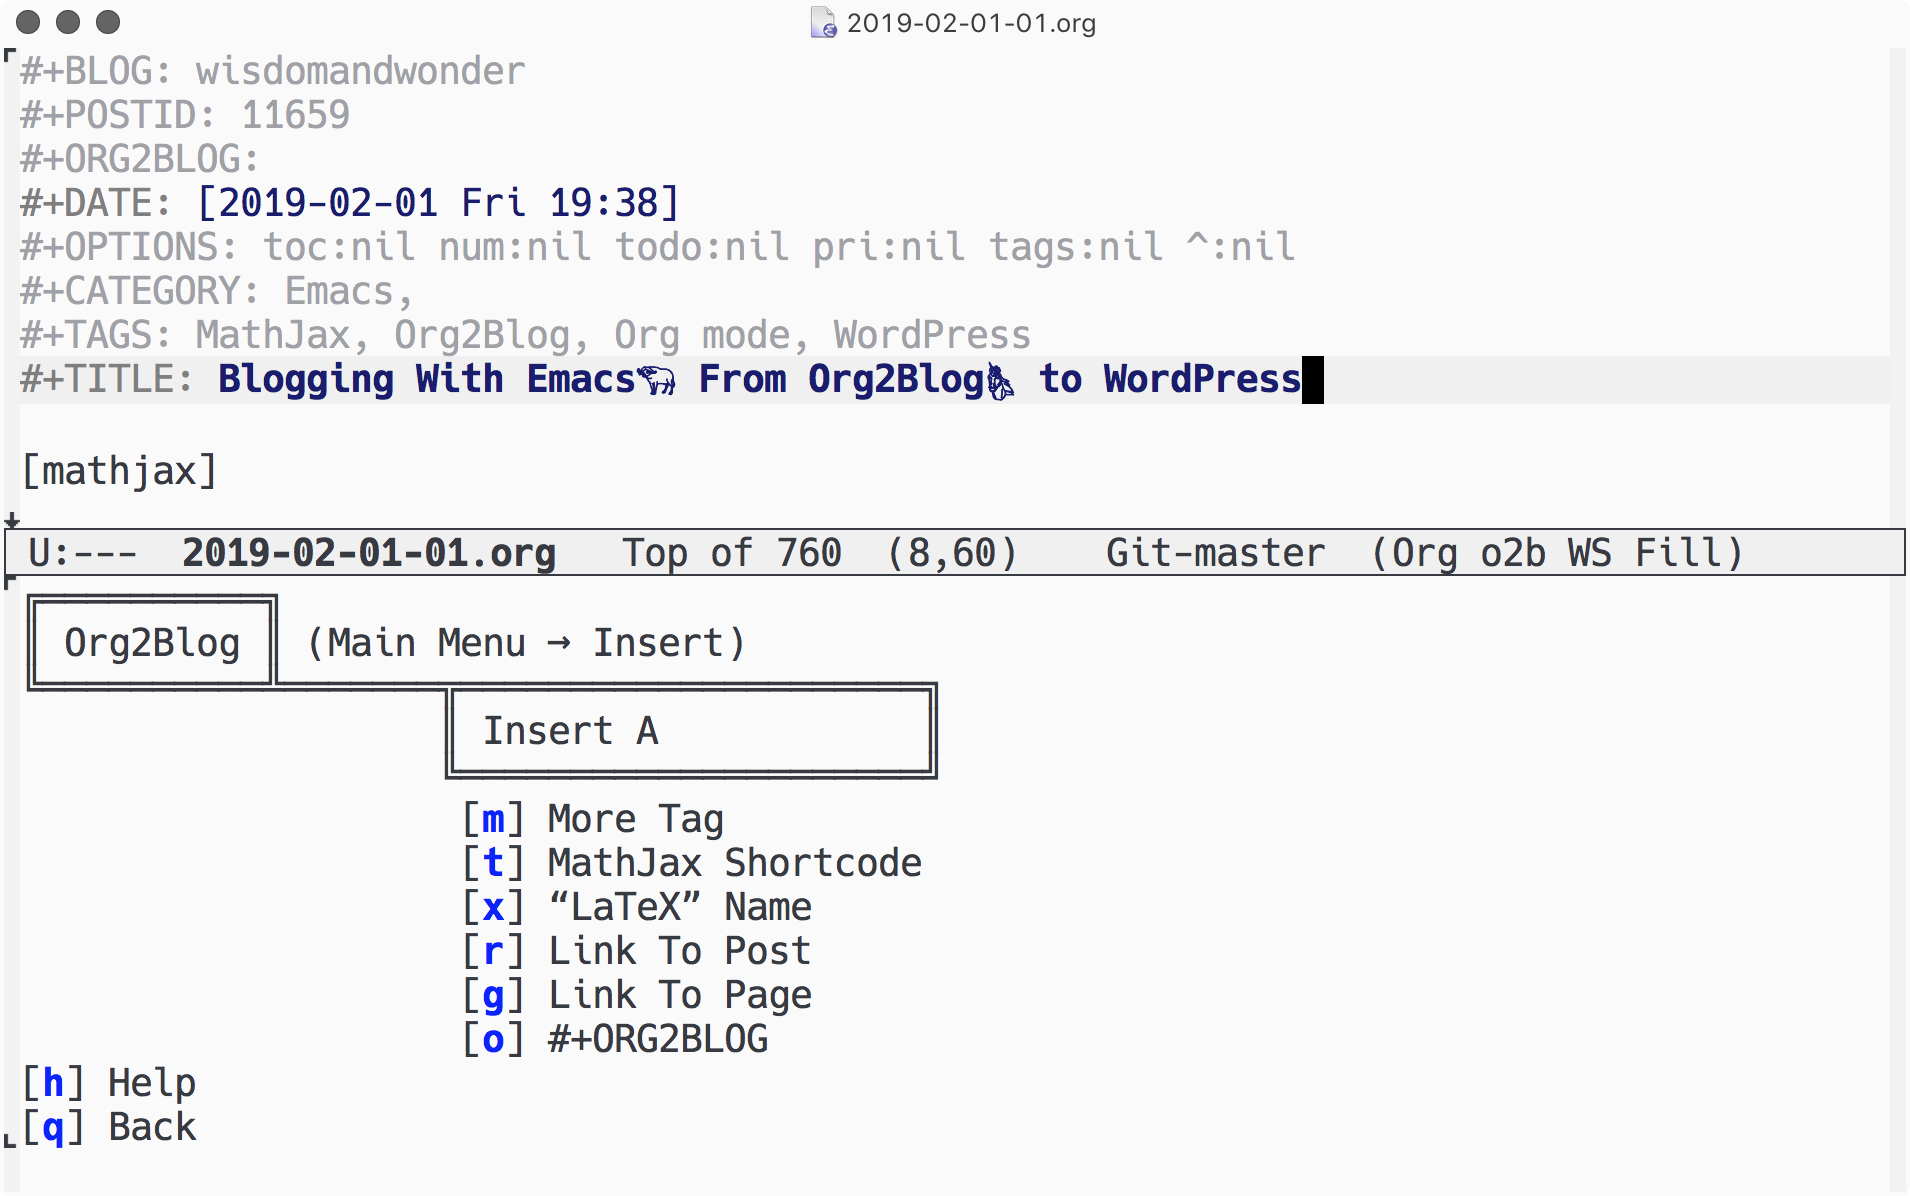 2019-02-01-01.org
#+BLOG: wisdomandwonder
#+POSTID: 11659
#+ORG2BLOG:
#+DATE: [2019-02-01 Fri 19:38]
#+OPTIONS: toc:nil num:nil todo:nil pri:nil tags:nil ^:nil
#+CATEGORY: Emacs,
#+TAGS: MathJax, Org2Blog, Org mode, WordPress
#+TITLE: Blogging With Emacs🐃 From Org2Blog🐝 to WordPress
[mathjax]
U:--- 2019-02-01-01.org Top of 760 (8,60) Git-master (Org o2b WS Fill)
Org2Blog (Main Menu → Insert)
Insert A
[m] More Tag
[t] MathJax Shortcode
[x] “LaTeX” Name
[r] Link To Post
[g] Link To Page
[o] #+ORG2BLOG
[h] Help
[q] Back